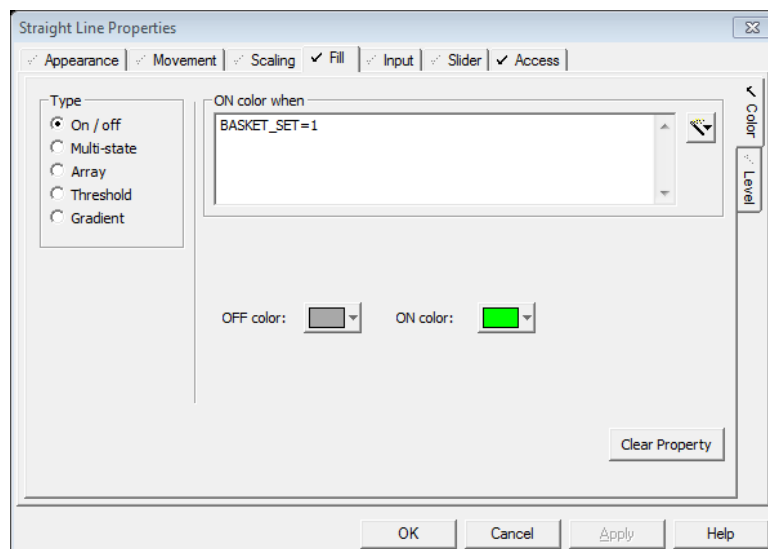 Straight Line Properties
Appearance Movement Scaling Fill Input Slider Access
Type
On / off
Multi-state
Array
Threshold
Gradient
ON color when
BASKET_SET=1
Color
Level
OFF color:
ON color:
Clear Property
OK Cancel Apply Help